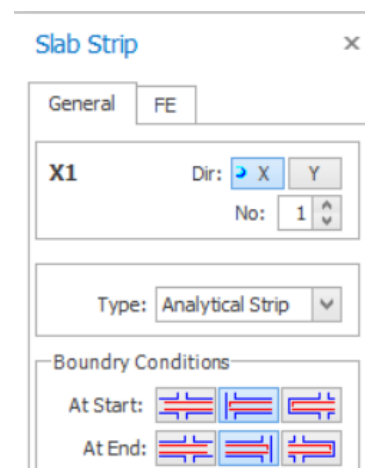 Slab Strip
General FE
X1 Dir: X Y
No: 1
Type: Analytical Strip
Boundry Conditions
At Start:
At End: